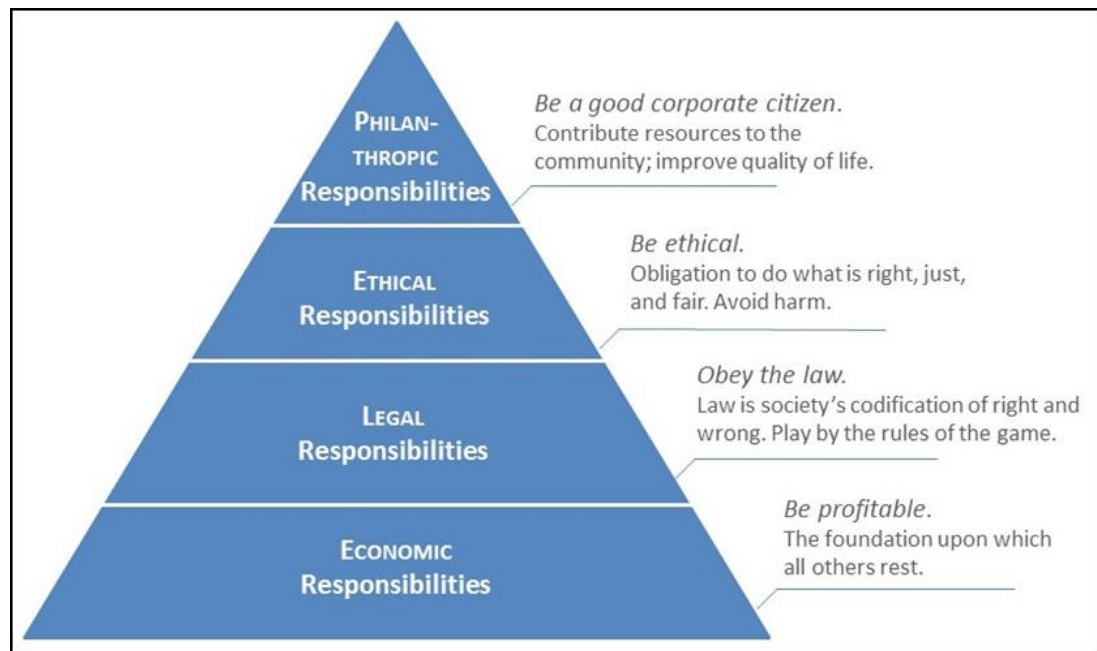 PHILAN-
THROPIC
Responsibilities
Be a good corporate citizen.
Contribute resources to the
community; improve quality of life.
ETHICAL
Responsibilities
Be ethical.
Obligation to do what is right, just,
and fair. Avoid harm.
LEGAL
Responsibilities
Obey the law.
Law is society’s codification of right and
wrong. Play by the rules of the game.
ECONOMIC
Responsibilities
Be profitable.
The foundation upon which
all others rest.